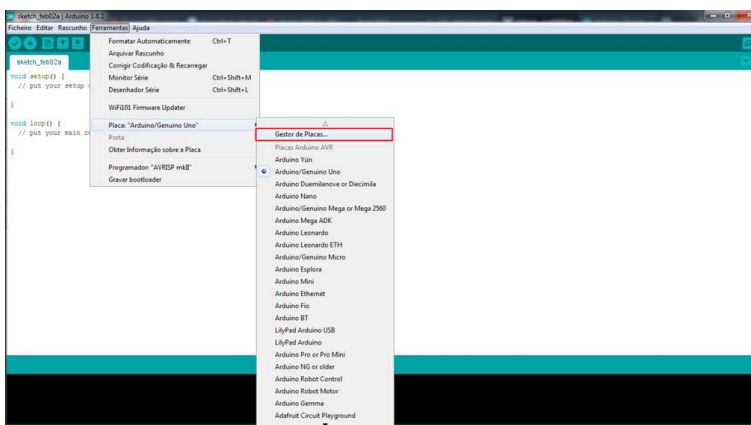 sketch_feb02a | Arduino 1.8.1
Ficheiro Editar Rascunho Ferramentas Ajuda
sketch_feb02a
void setup() {
// put your setup
}
void loop() {
// put your main
}
Formatar Automaticamente Ctrl+T
Arquivar Rascunho
Corrigir Codificação & Recarregar
Monitor Série Ctrl+Shift+M
Desenhador Série Ctrl+Shift+L
WiFi101 Firmware Updater
Placa: "Arduino/Genuino Uno"
Porta
Obter Informação sobre a Placa
Programador: "AVRISP mkII"
Gravar bootloader
Gestor de Placas...
Placas Arduino AVR
Arduino Yún
Arduino/Genuino Uno
Arduino Duemilanove or Diecimila
Arduino Nano
Arduino/Genuino Mega or Mega 2560
Arduino Mega ADK
Arduino Leonardo
Arduino Leonardo ETH
Arduino/Genuino Micro
Arduino Esplora
Arduino Mini
Arduino Ethernet
Arduino Fio
Arduino BT
LilyPad Arduino USB
LilyPad Arduino
Arduino Pro or Pro Mini
Arduino NG or older
Arduino Robot Control
Arduino Robot Motor
Arduino Gemma
Adafruit Circuit Playground